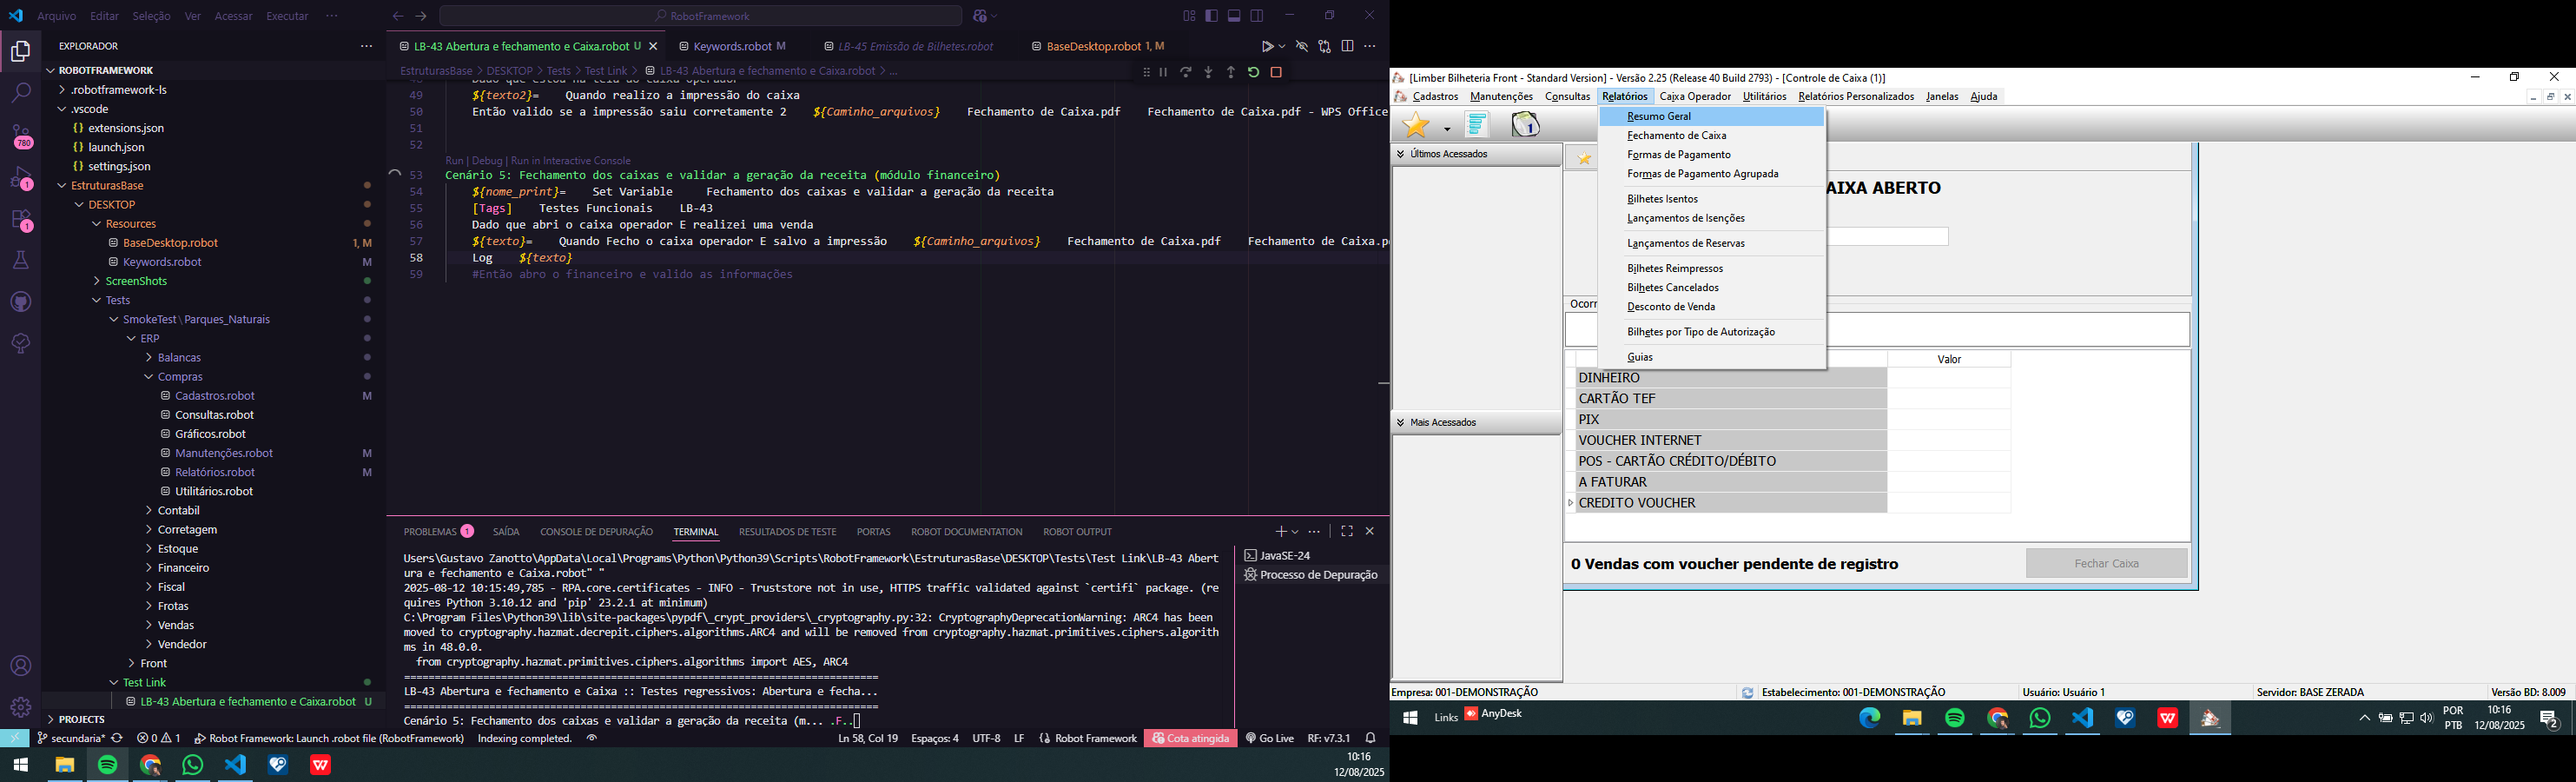 Arquivo Editar Seleção Ver Acessar Executar ···
RobotFramework
EXPLORADOR
ROBOTFRAMEWORK
.robotframework-ls
.vscode
extensions.json
launch.json
settings.json
EstruturasBase
DESKTOP
Resources
BaseDesktop.robot 1, M
Keywords.robot M
ScreenShots
Tests
SmokeTest\Parques_Naturais
ERP
Balancas
Compras
Cadastros.robot M
Consultas.robot
Gráficos.robot
Manutenções.robot M
Relatórios.robot M
Utilitários.robot
Contabil
Corretagem
Estoque
Financeiro
Fiscal
Frotas
Vendas
Vendedor
Front
Test Link
LB-43 Abertura e fechamento e Caixa.robot U
PROJECTS
780
1
1
LB-43 Abertura e fechamento e Caixa.robot U
Keywords.robot M
LB-45 Emissão de Bilhetes.robot
BaseDesktop.robot 1, M
EstruturasBase > DESKTOP > Tests > Test Link > LB-43 Abertura e fechamento e Caixa.robot > ...
49 ${texto2}= Quando realizo a impressão do caixa
50 Então valido se a impressão saiu corretamente 2 ${Caminho_arquivos} Fechamento de Caixa.pdf Fechamento de Caixa.pdf - WPS Office
51
52
Run | Debug | Run in Interactive Console
53 Cenário 5: Fechamento dos caixas e validar a geração da receita (módulo financeiro)
54 ${nome_print}= Set Variable Fechamento dos caixas e validar a geração da receita
55 [Tags] Testes Funcionais LB-43
56 Dado que abri o caixa operador E realizei uma venda
57 ${texto}= Quando Fecho o caixa operador E salvo a impressão ${Caminho_arquivos} Fechamento de Caixa.pdf Fechamento de Caixa.p
58 Log ${texto}
59 #Então abro o financeiro e valido as informações
PROBLEMAS 1 SAÍDA CONSOLE DE DEPURAÇÃO TERMINAL RESULTADOS DE TESTE PORTAS ROBOT DOCUMENTATION ROBOT OUTPUT
Users\Gustavo Zanotto\AppData\Local\Programs\Python\Python39\Scripts\RobotFramework\EstruturasBase\DESKTOP\Tests\Test Link\LB-43 Abert
ura e fechamento e Caixa.robot" "
2025-08-12 10:15:49,785 - RPA.core.certificates - INFO - Truststore not in use, HTTPS traffic validated against `certifi` package. (re
quires Python 3.10.12 and 'pip' 23.2.1 at minimum)
C:\Program Files\Python39\lib\site-packages\pypdf\_crypt_providers\_cryptography.py:32: CryptographyDeprecationWarning: ARC4 has been
moved to cryptography.hazmat.decrepit.ciphers.algorithms.ARC4 and will be removed from cryptography.hazmat.primitives.ciphers.algorith
ms in 48.0.0.
from cryptography.hazmat.primitives.ciphers.algorithms import AES, ARC4
==============================================================================
LB-43 Abertura e fechamento e Caixa :: Testes regressivos: Abertura e fecha...
==============================================================================
Cenário 5: Fechamento dos caixas e validar a geração da receita (m... .F..
JavaSE-24
Processo de Depuração
secundaria* 0 1 Robot Framework: Launch .robot file (RobotFramework) Indexing completed.
Ln 58, Col 19 Espaços: 4 UTF-8 LF Robot Framework Cota atingida Go Live RF: v7.3.1
10:16
12/08/2025
[Limber Bilheteria Front - Standard Version] - Versão 2.25 (Release 40 Build 2793) - [Controle de Caixa (1)]
Cadastros Manutenções Consultas Relatórios Caixa Operador Utilitários Relatórios Personalizados Janelas Ajuda
Resumo Geral
Fechamento de Caixa
Formas de Pagamento
Formas de Pagamento Agrupada
Bilhetes Isentos
Lançamentos de Isenções
Lançamentos de Reservas
Bilhetes Reimpressos
Bilhetes Cancelados
Desconto de Venda
Bilhetes por Tipo de Autorização
Guias
Últimos Acessados
Mais Acessados
AIXA ABERTO
Ocorr
Valor
DINHEIRO
CARTÃO TEF
PIX
VOUCHER INTERNET
POS - CARTÃO CRÉDITO/DÉBITO
A FATURAR
CREDITO VOUCHER
0 Vendas com voucher pendente de registro
Fechar Caixa
Empresa: 001-DEMONSTRAÇÃO
Estabelecimento: 001-DEMONSTRAÇÃO
Usuário: Usuário 1
Servidor: BASE ZERADA
Versão BD: 8.009
Links AnyDesk
POR
PTB
10:16
12/08/2025
2